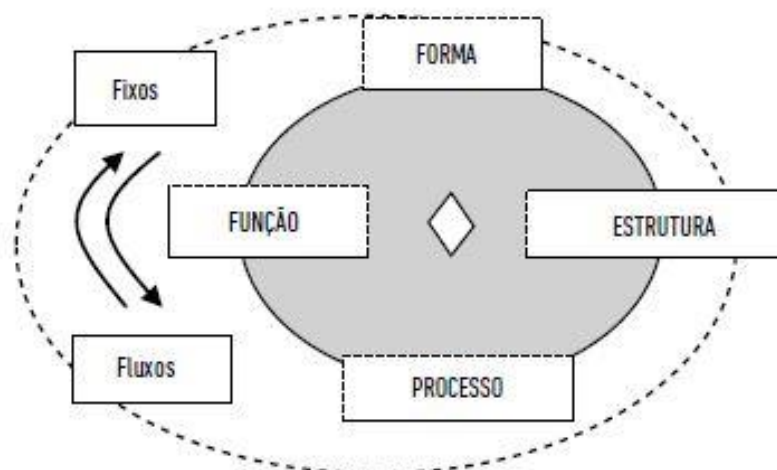 FORMA
Fixos
FUNÇÃO
ESTRUTURA
Fluxos
PROCESSO